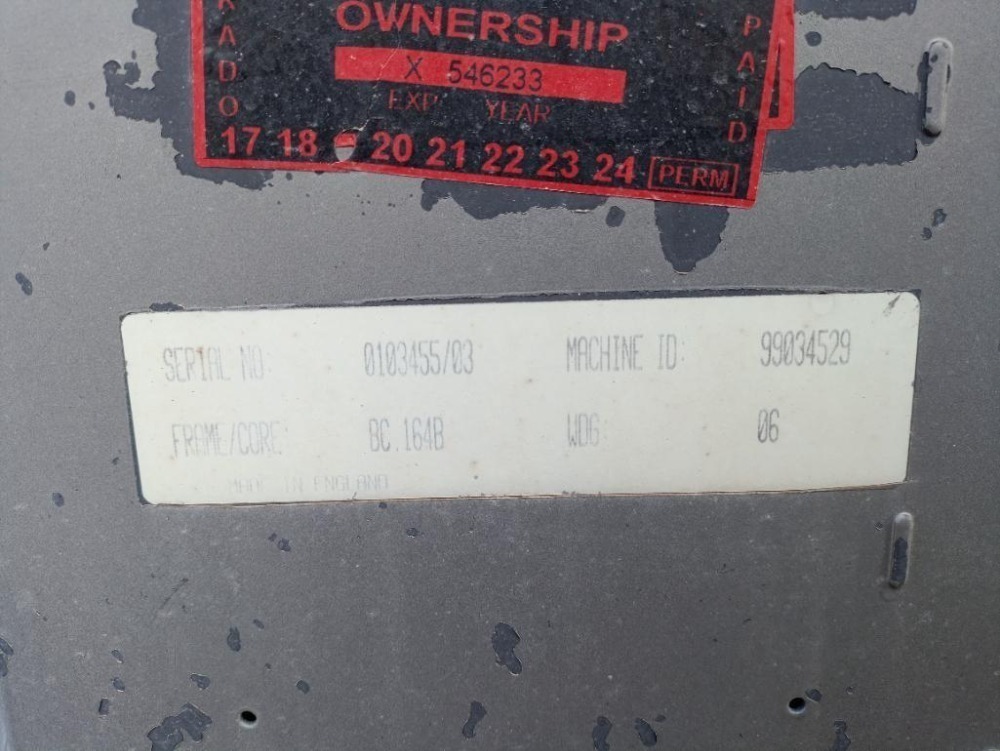 RADO
OWNERSHIP
PAID
X 546233
EXP YEAR
17 18 20 21 22 23 24 PERM
SERIAL NO: 0103455/03 MACHINE ID: 99034529
FRAME/CORE: BC.164B WDG: 06
MADE IN ENGLAND